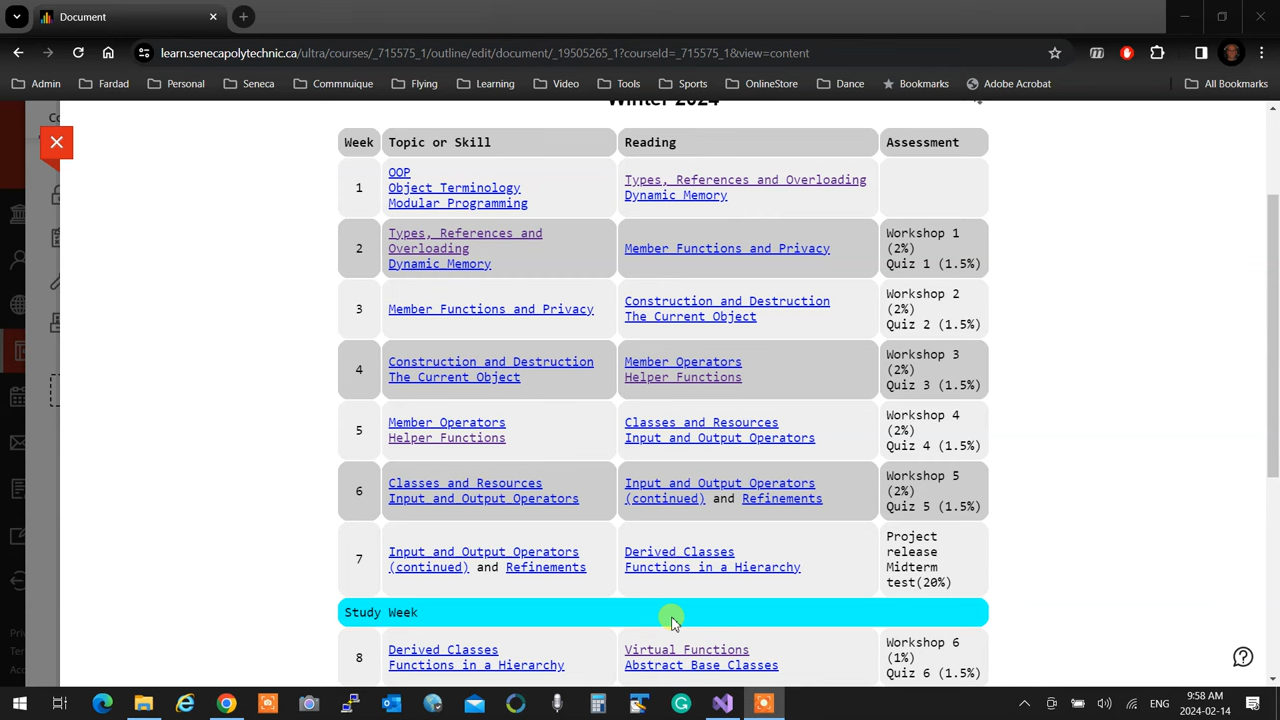 Document
learn.senecapolytechnic.ca/ultra/courses/_715575_1/outline/edit/document/_19505265_1?courseId=_715575_1&view=content
Admin Fardad Personal Seneca Commnuique Flying Learning Video Tools Sports OnlineStore Dance Bookmarks Adobe Acrobat All Bookmarks
Winter 2024
Week Topic or Skill Reading Assessment
1
OOP
Object Terminology
Modular Programming
Types, References and Overloading
Dynamic Memory
2
Types, References and
Overloading
Dynamic Memory
Member Functions and Privacy
Workshop 1
(2%)
Quiz 1 (1.5%)
3
Member Functions and Privacy
Construction and Destruction
The Current Object
Workshop 2
(2%)
Quiz 2 (1.5%)
4
Construction and Destruction
The Current Object
Member Operators
Helper Functions
Workshop 3
(2%)
Quiz 3 (1.5%)
5
Member Operators
Helper Functions
Classes and Resources
Input and Output Operators
Workshop 4
(2%)
Quiz 4 (1.5%)
6
Classes and Resources
Input and Output Operators
Input and Output Operators
(continued) and Refinements
Workshop 5
(2%)
Quiz 5 (1.5%)
7
Input and Output Operators
(continued) and Refinements
Derived Classes
Functions in a Hierarchy
Project
release
Midterm
test(20%)
Study Week
8
Derived Classes
Functions in a Hierarchy
Virtual Functions
Abstract Base Classes
Workshop 6
(1%)
Quiz 6 (1.5%)
ENG
9:58 AM
2024-02-14